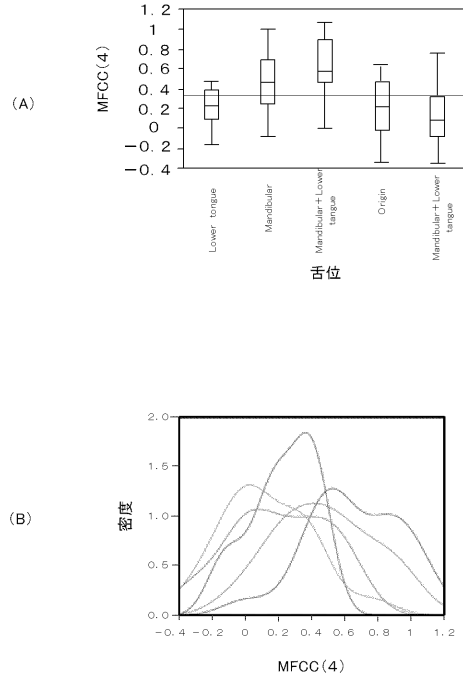 (A)
MFCC(4)
1.2
1
0.8
0.6
0.4
0.2
0
-0.2
-0.4
Lower tongue
Mandibular
Mandibular+Lower
tangue
Origin
Mandibular+Lower
tangue
舌位
(B)
密度
2.0
1.5
1.0
0.5
0.0
-0.4 -0.2 0 0.2 0.4 0.6 0.8 1 1.2
MFCC(4)